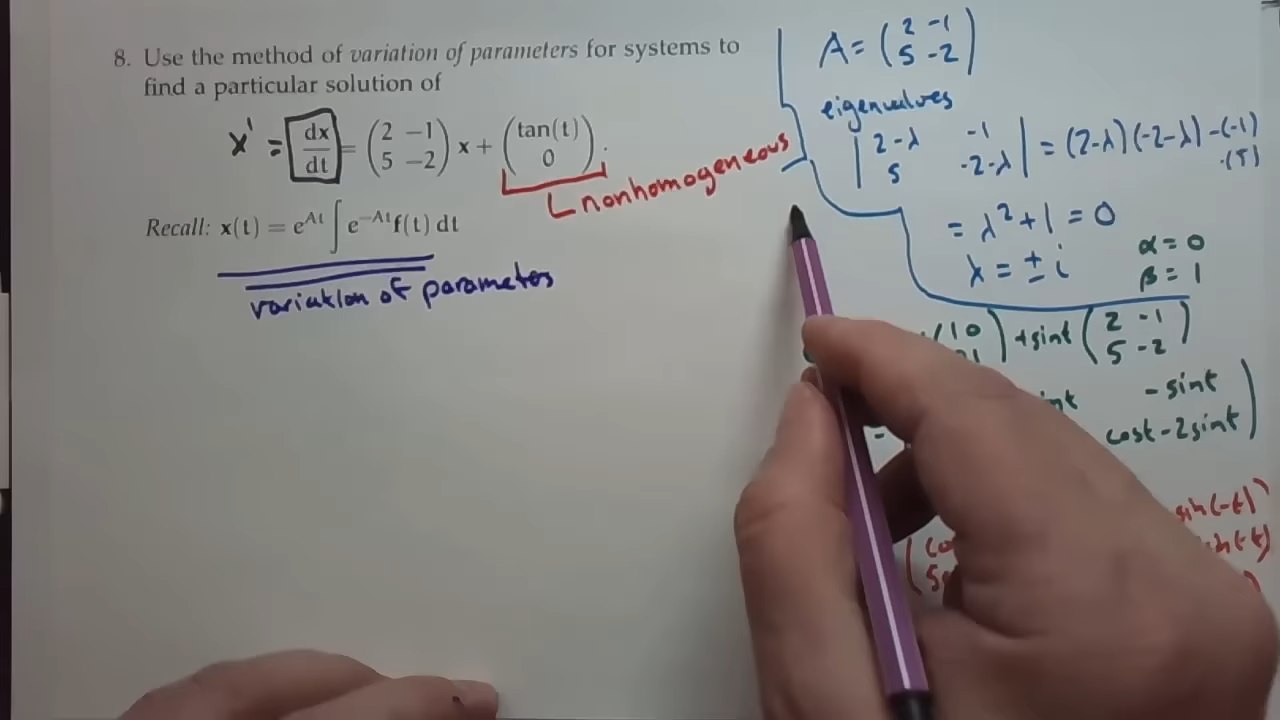 8. Use the method of variation of parameters for systems to
find a particular solution of
x' = dx/dt = (2 -1 5 -2) x + (tan(t) 0).
nonhomogeneous
Recall: x(t) = e^{At} ∫ e^{-At} f(t) dt
variation of parameters
A = (2 -1
5 -2)
eigenvalues
|2-λ -1
5 -2-λ| = (2-λ)(-2-λ) - (-1)
·(5)
= λ² + 1 = 0
λ = ± i
α = 0
β = 1
+ sint (2 -1
5 -2)
- sint
cost - 2sint
sin(-t)